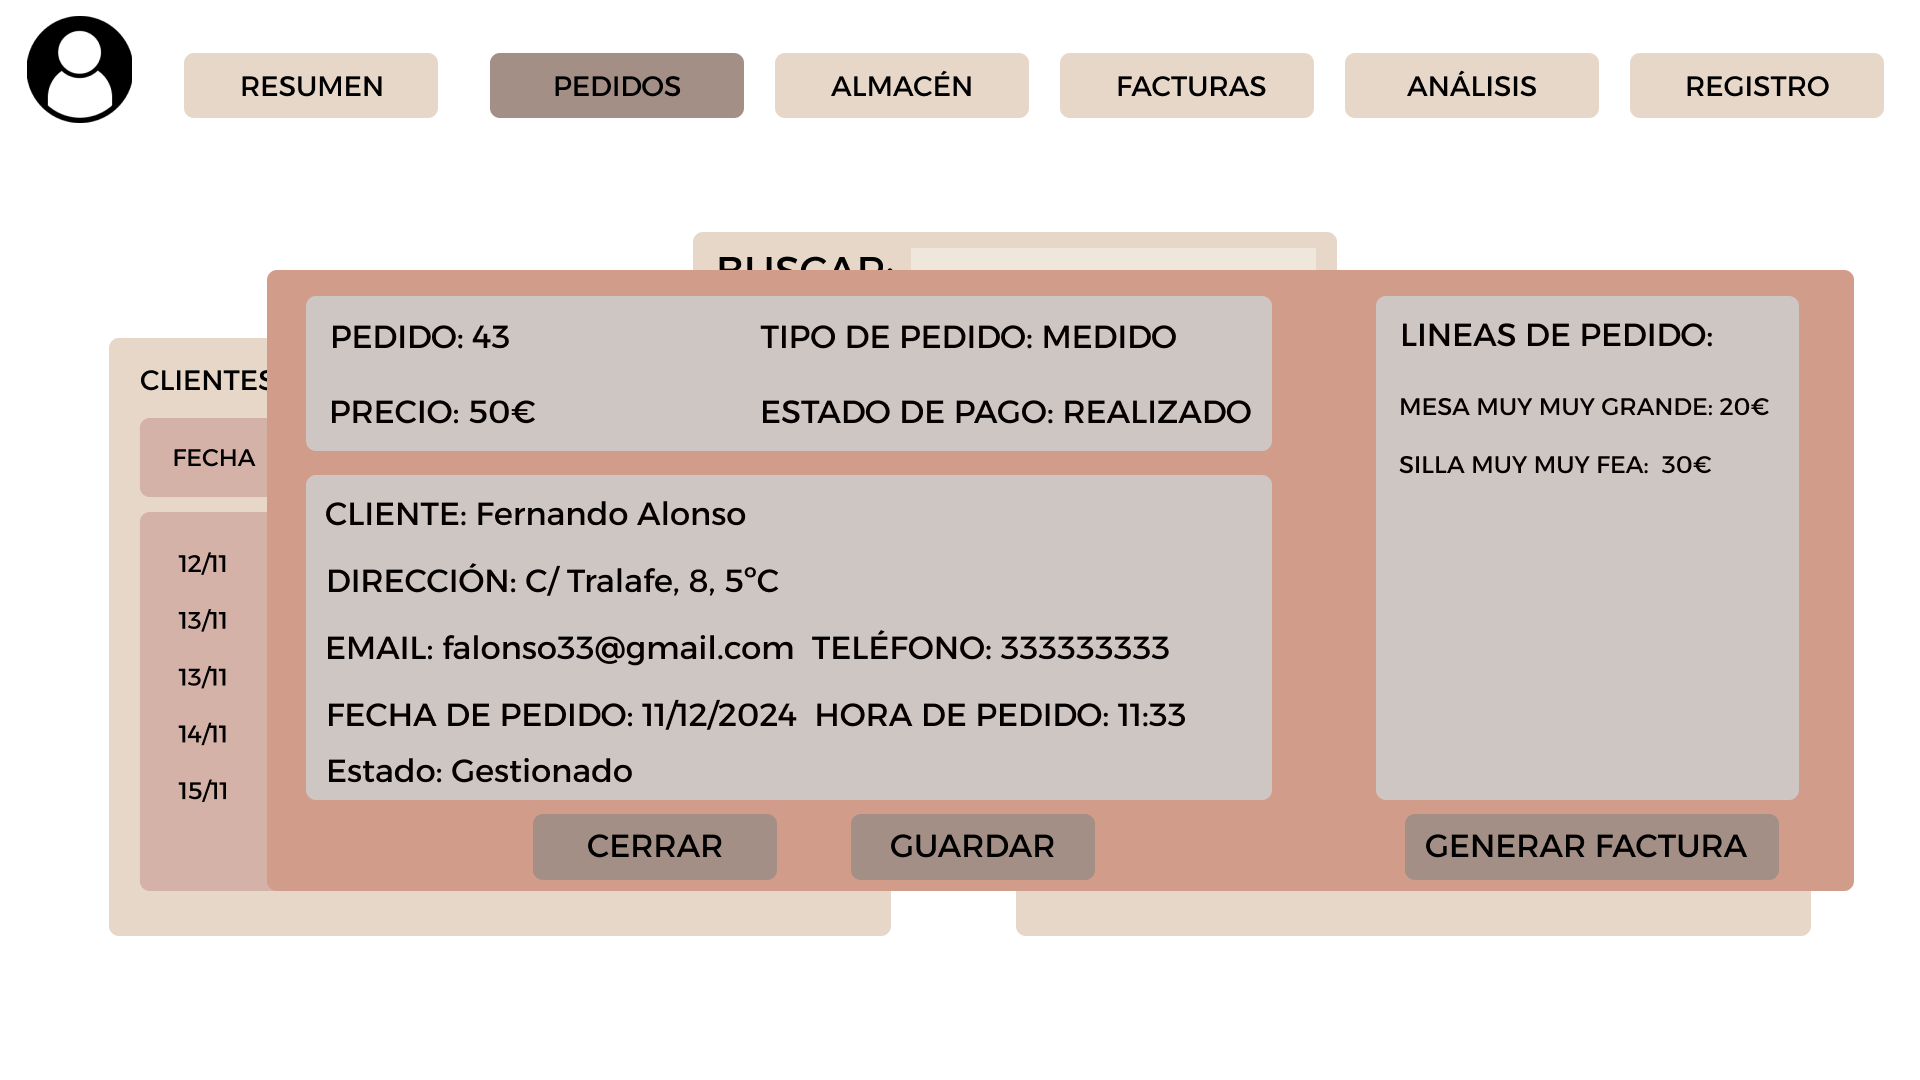 RESUMEN
PEDIDOS
ALMACÉN
FACTURAS
ANÁLISIS
REGISTRO
BUSCAR:
CLIENTES
FECHA
12/11
13/11
13/11
14/11
15/11
PEDIDO: 43
TIPO DE PEDIDO: MEDIDO
PRECIO: 50€
ESTADO DE PAGO: REALIZADO
CLIENTE: Fernando Alonso
DIRECCIÓN: C/ Tralafe, 8, 5ºC
EMAIL: falonso33@gmail.com TELÉFONO: 333333333
FECHA DE PEDIDO: 11/12/2024 HORA DE PEDIDO: 11:33
Estado: Gestionado
LINEAS DE PEDIDO:
MESA MUY MUY GRANDE: 20€
SILLA MUY MUY FEA: 30€
CERRAR
GUARDAR
GENERAR FACTURA